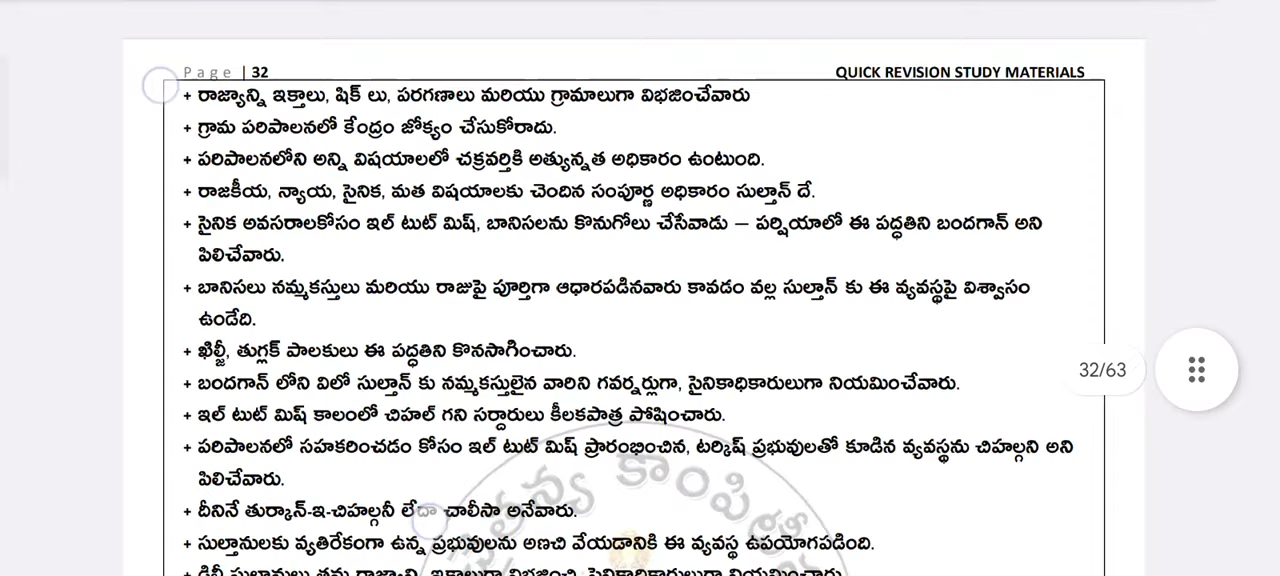 Page | 32
QUICK REVISION STUDY MATERIALS
+ రాజ్యాన్ని ఇక్తాలు, షిక్ లు, పరగణాలు మరియు గ్రామాలుగా విభజించేవారు
+ గ్రామ పరిపాలనలో కేంద్రం జోక్యం చేసుకోరాదు.
+ పరిపాలనలోని అన్ని విషయాలలో చక్రవర్తికి అత్యున్నత అధికారం ఉంటుంది.
+ రాజకీయ, న్యాయ, సైనిక, మత విషయాలకు చెందిన సంపూర్ణ అధికారం సుల్తాన్ దే.
+ సైనిక అవసరాలకోసం ఇల్ టుట్ మిష్, బానిసలను కొనుగోలు చేసేవాడు – పర్షియాలో ఈ పద్ధతిని బందగాన్ అని
పిలిచేవారు.
+ బానిసలు నమ్మకస్తులు మరియు రాజుపై పూర్తిగా ఆధారపడినవారు కావడం వల్ల సుల్తాన్ కు ఈ వ్యవస్థపై విశ్వాసం
ఉండేది.
+ ఖిల్జీ, తుగ్లక్ పాలకులు ఈ పద్ధతిని కొనసాగించారు.
+ బందగాన్ లోని విలో సుల్తాన్ కు నమ్మకస్తులైన వారిని గవర్నర్లుగా, సైనికాధికారులుగా నియమించేవారు.
+ ఇల్ టుట్ మిష్ కాలంలో చిహల్ గని సర్దారులు కీలకపాత్ర పోషించారు.
+ పరిపాలనలో సహకరించడం కోసం ఇల్ టుట్ మిష్ ప్రారంభించిన, టర్కిష్ ప్రభువులతో కూడిన వ్యవస్థను చిహల్గని అని
పిలిచేవారు.
+ దీనినే తుర్కాన్-ఇ-చిహల్గనీ లేదా చాలీసా అనేవారు.
+ సుల్తానులకు వ్యతిరేకంగా ఉన్న ప్రభువులను అణచి వేయడానికి ఈ వ్యవస్థ ఉపయోగపడింది.
32/63